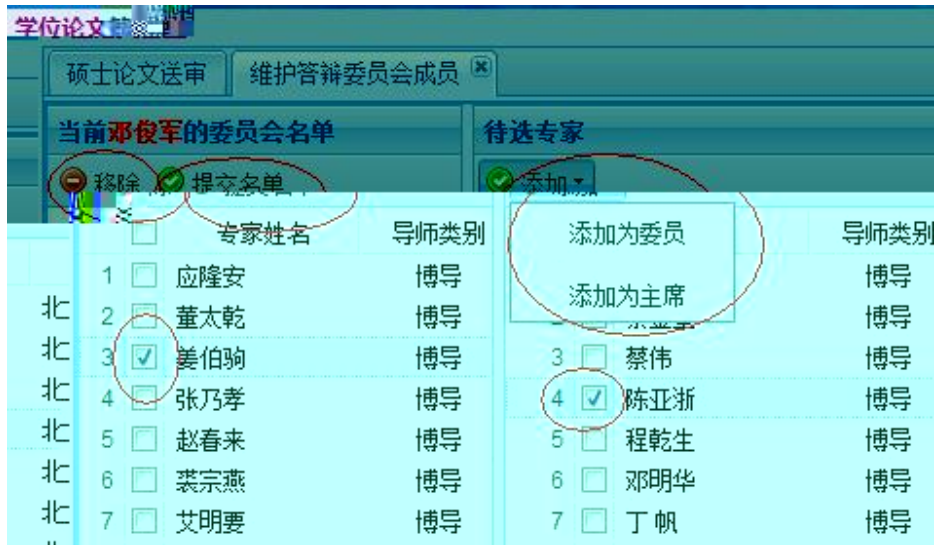 学位论文
硕士论文送审 维护答辩委员会成员
当前邓俊军的委员会名单 待选专家
移除 提交名单 添加
专家姓名 导师类别 添加为委员 导师类别
1 应隆安 博导 博导
添加为主席
北 2 董太乾 博导 博导
北 3 姜伯驹 博导 3 蔡伟 博导
北 4 张乃孝 博导 4 陈亚浙 博导
北 5 赵春来 博导 5 程乾生 博导
北 6 裘宗燕 博导 6 邓明华 博导
北 7 艾明要 博导 7 丁帆 博导